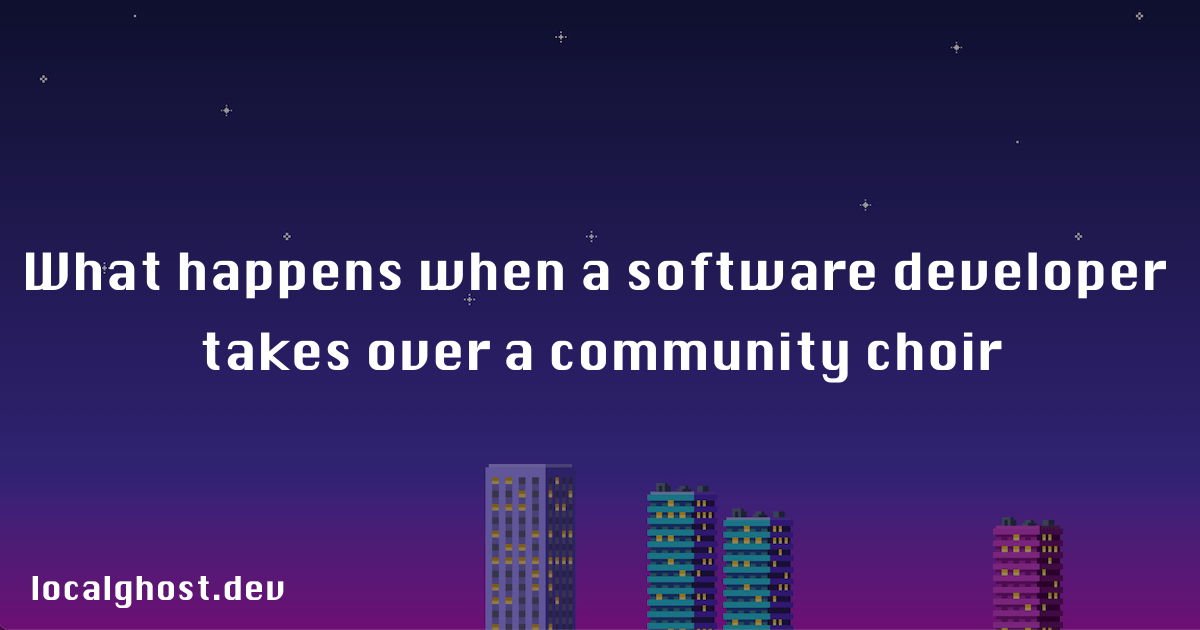 What happens when a software developer
takes over a community choir
localghost.dev